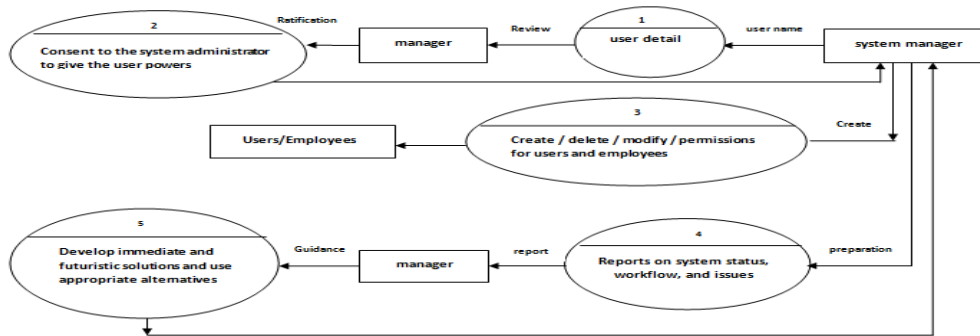 2
Ratification
Consent to the system administrator
to give the user powers
manager
Review
1
user detail
user name
system manager
3
Create / delete / modify / permissions
for users and employees
Users/Employees
Create
5
Develop immediate and
futuristic solutions and use
appropriate alternatives
Guidance
manager
report
4
Reports on system status,
workflow, and issues
preparation